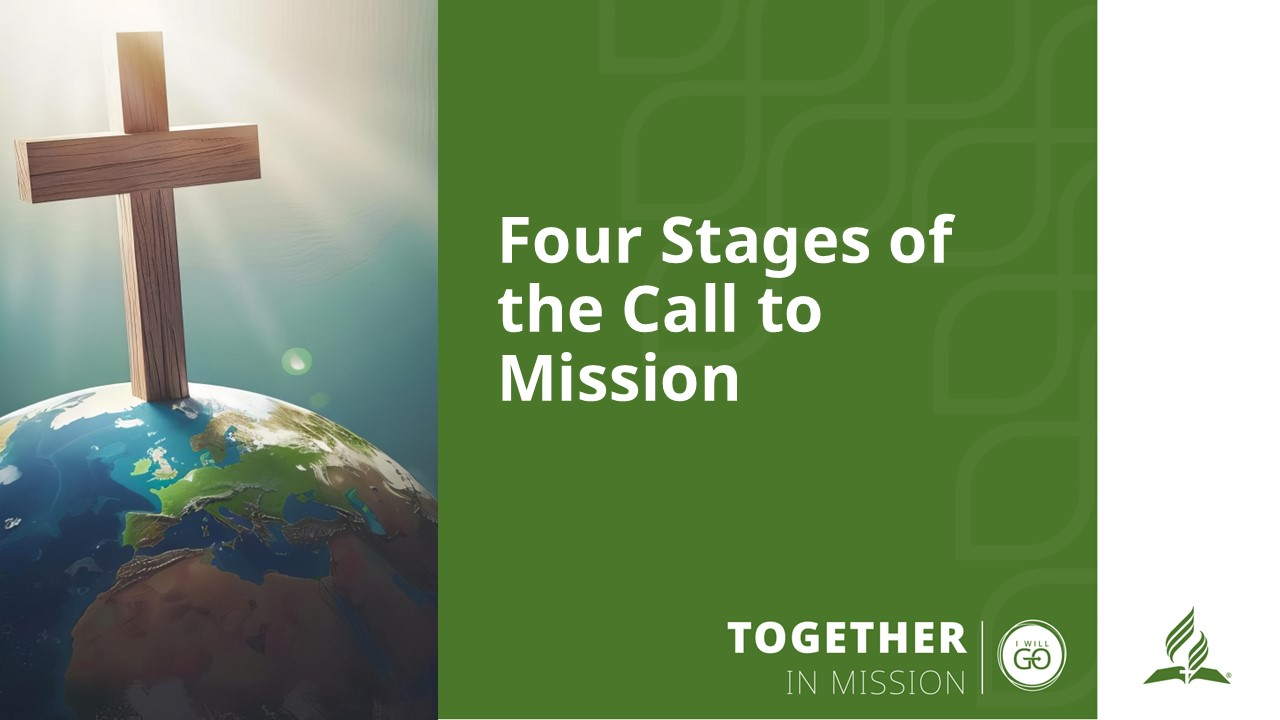 Four Stages of
the Call to
Mission
TOGETHER
IN MISSION
I WILL
GO
®